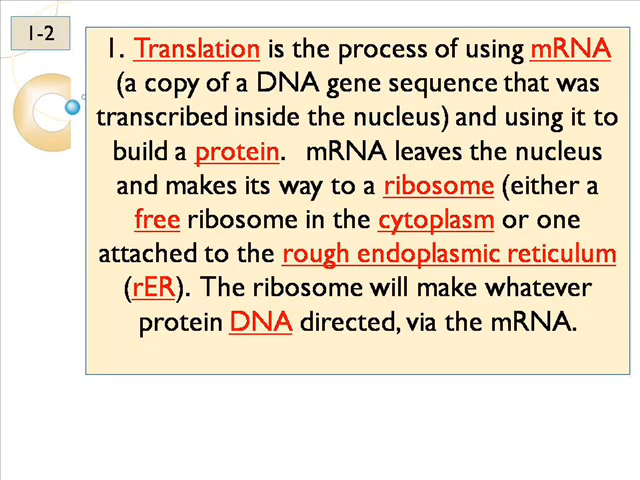 1-2
1. Translation is the process of using mRNA
(a copy of a DNA gene sequence that was
transcribed inside the nucleus) and using it to
build a protein. mRNA leaves the nucleus
and makes its way to a ribosome (either a
free ribosome in the cytoplasm or one
attached to the rough endoplasmic reticulum
(rER). The ribosome will make whatever
protein DNA directed, via the mRNA.